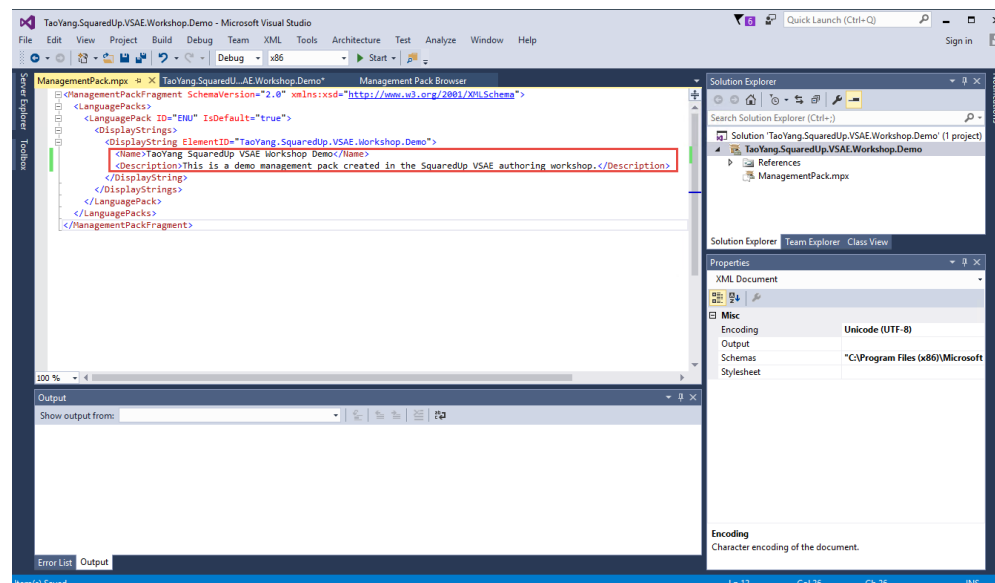 TaoYang.SquaredUp.VSAE.Workshop.Demo - Microsoft Visual Studio
6
Quick Launch (Ctrl+Q)
File Edit View Project Build Debug Team XML Tools Architecture Test Analyze Window Help
Sign in
Debug x86 Start
Server Explorer
Toolbox
ManagementPack.mpx TaoYang.SquaredU...AE.Workshop.Demo* Management Pack Browser
<ManagementPackFragment SchemaVersion="2.0" xmlns:xsd="http://www.w3.org/2001/XMLSchema">
<LanguagePacks>
<LanguagePack ID="ENU" IsDefault="true">
<DisplayStrings>
<DisplayString ElementID="TaoYang.SquaredUp.VSAE.Workshop.Demo">
<Name>TaoYang SquaredUp VSAE Workshop Demo</Name>
<Description>This is a demo management pack created in the SquaredUp VSAE authoring workshop.</Description>
</DisplayString>
</DisplayStrings>
</LanguagePack>
</LanguagePacks>
</ManagementPackFragment>
100 %
Output
Show output from:
Error List Output
Solution Explorer
Search Solution Explorer (Ctrl+;)
Solution 'TaoYang.SquaredUp.VSAE.Workshop.Demo' (1 project)
TaoYang.SquaredUp.VSAE.Workshop.Demo
References
ManagementPack.mpx
Solution Explorer Team Explorer Class View
Properties
XML Document
Misc
Encoding Unicode (UTF-8)
Output
Schemas "C:\Program Files (x86)\Microsoft
Stylesheet
Encoding
Character encoding of the document.